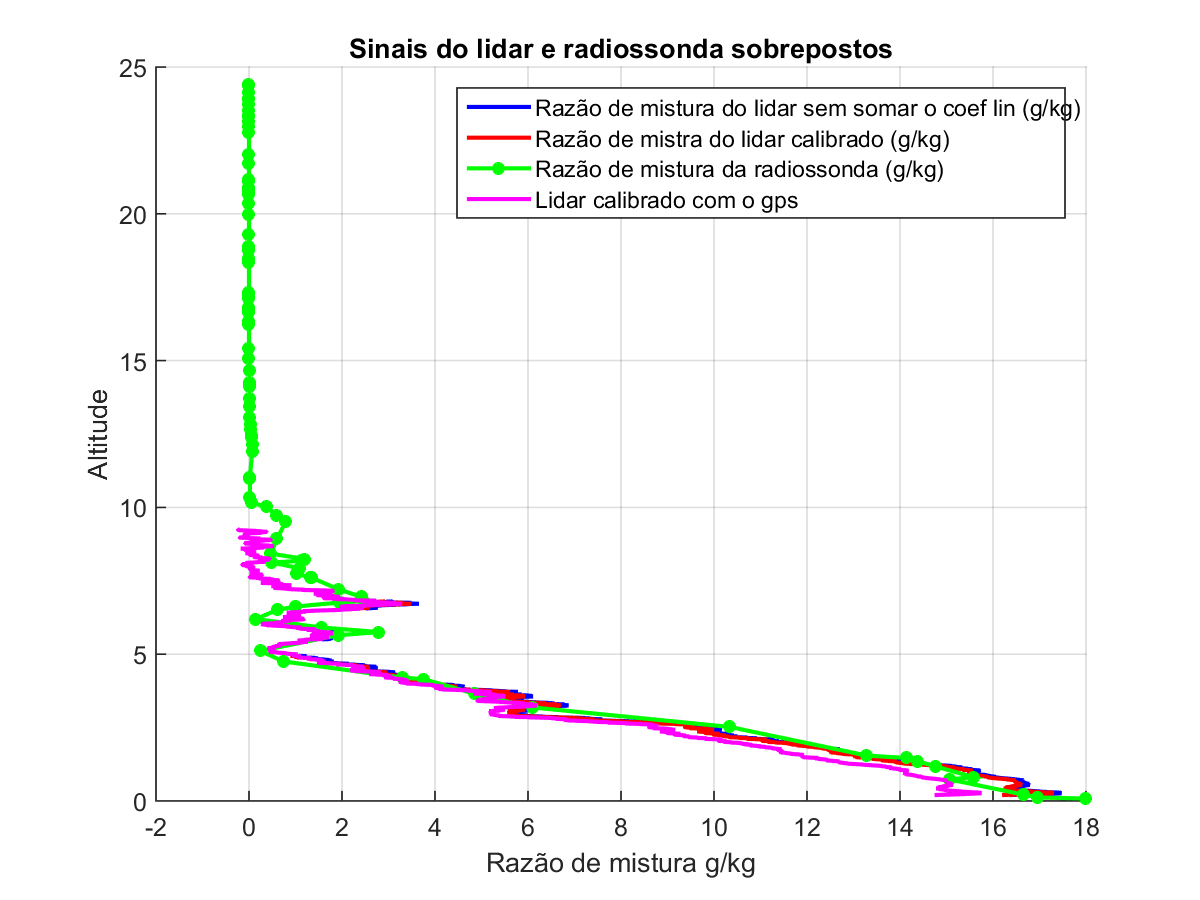 Sinais do lidar e radiossonda sobrepostos
25
20
15
10
5
0
Altitude
Razão de mistura do lidar sem somar o coef lin (g/kg)
Razão de mistra do lidar calibrado (g/kg)
Razão de mistura da radiossonda (g/kg)
Lidar calibrado com o gps
-2 0 2 4 6 8 10 12 14 16 18
Razão de mistura g/kg